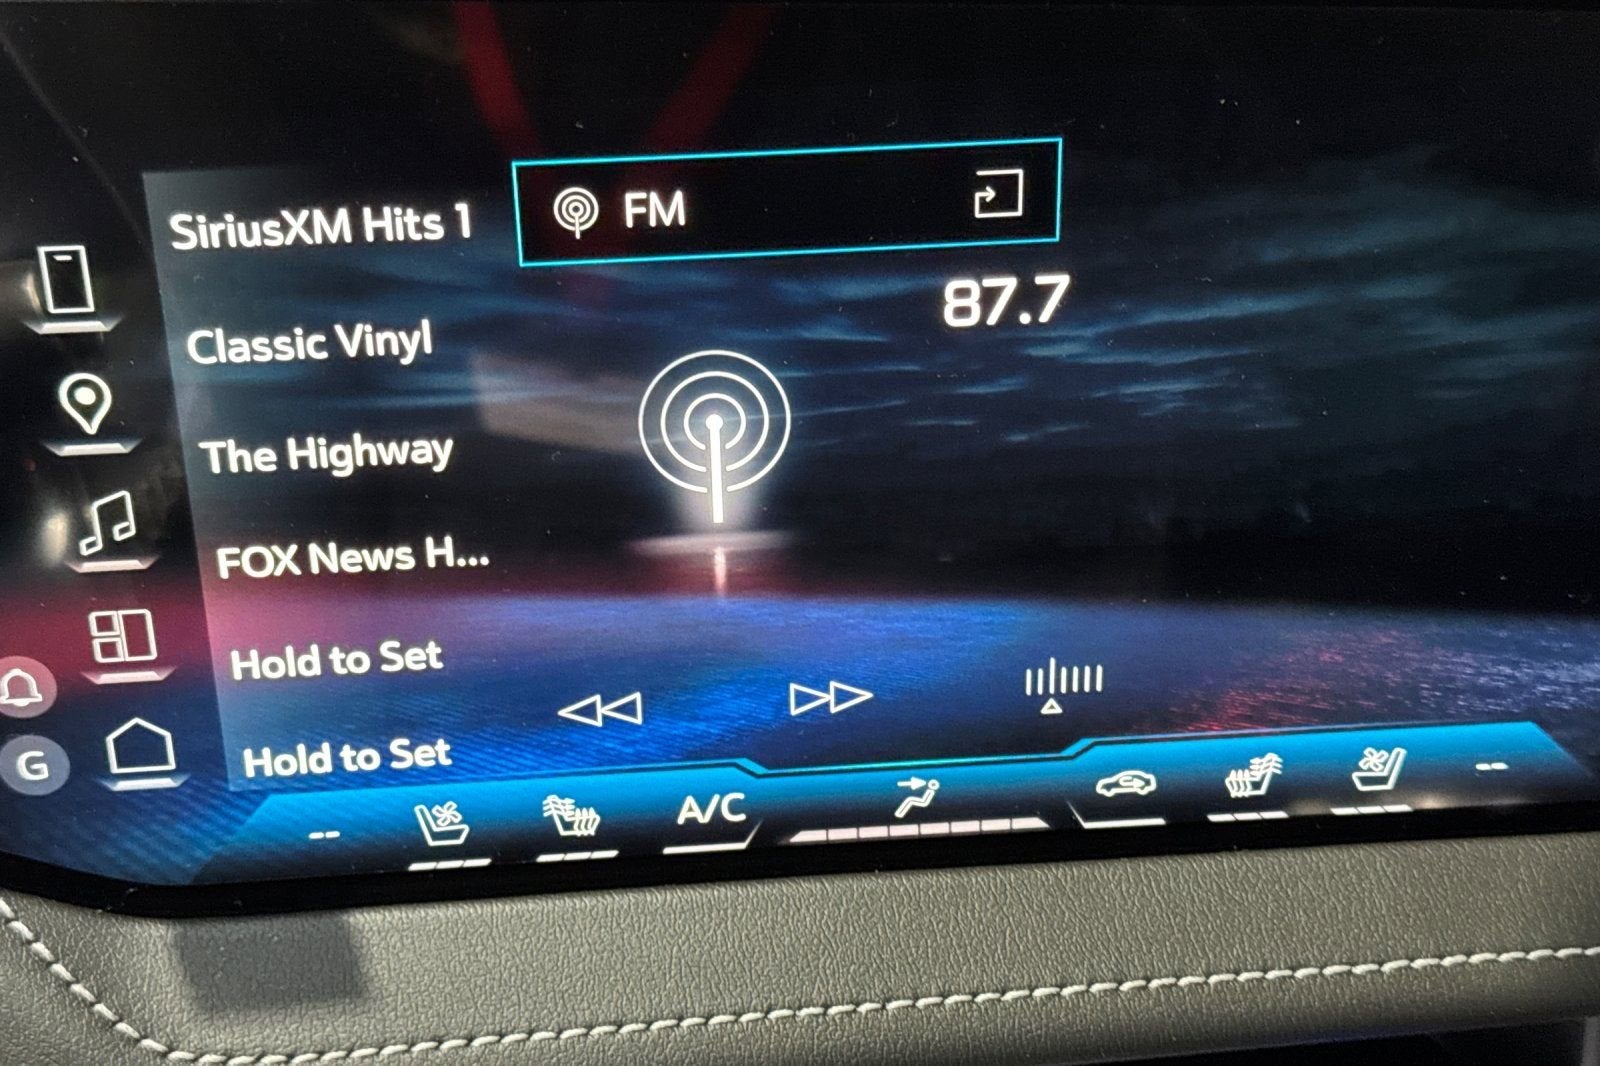 SiriusXM Hits 1
FM
87.7
Classic Vinyl
The Highway
FOX News H...
Hold to Set
Hold to Set
G
-- A/C --